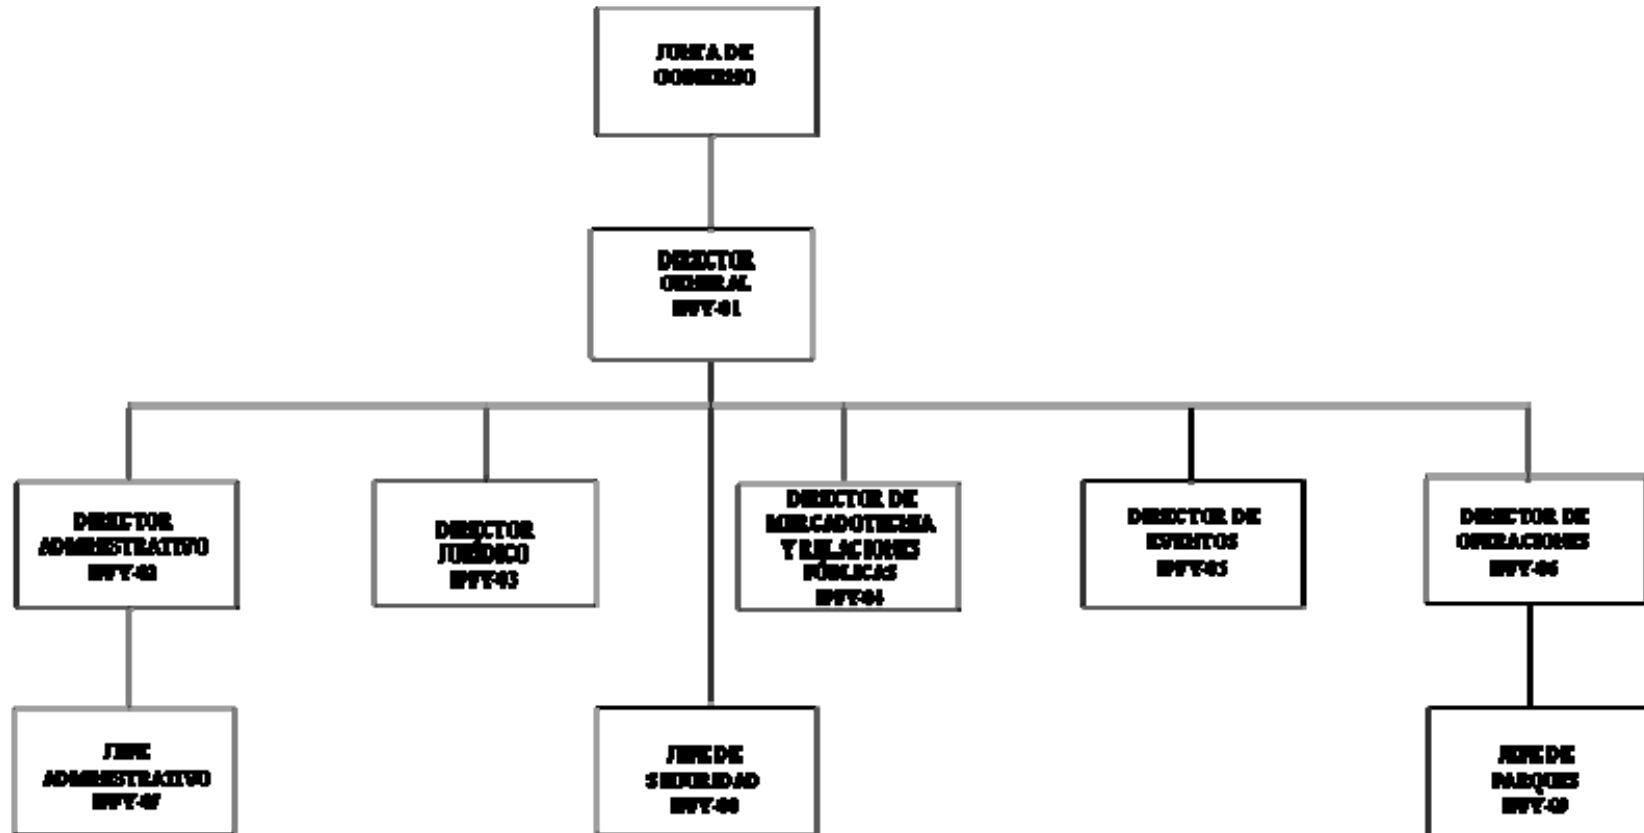 JUNTA DE
GOBIERNO
DIRECTOR
GENERAL
DIRECTOR
ADMINISTRATIVO
DIRECTOR
JURÍDICO
DIRECTOR DE
MERCADOTECNIA
Y RELACIONES
PÚBLICAS
DIRECTOR DE
EVENTOS
DIRECTOR DE
OPERACIONES
JEFE
ADMINISTRATIVO
JEFE DE
SEGURIDAD
JEFE DE
PARQUES